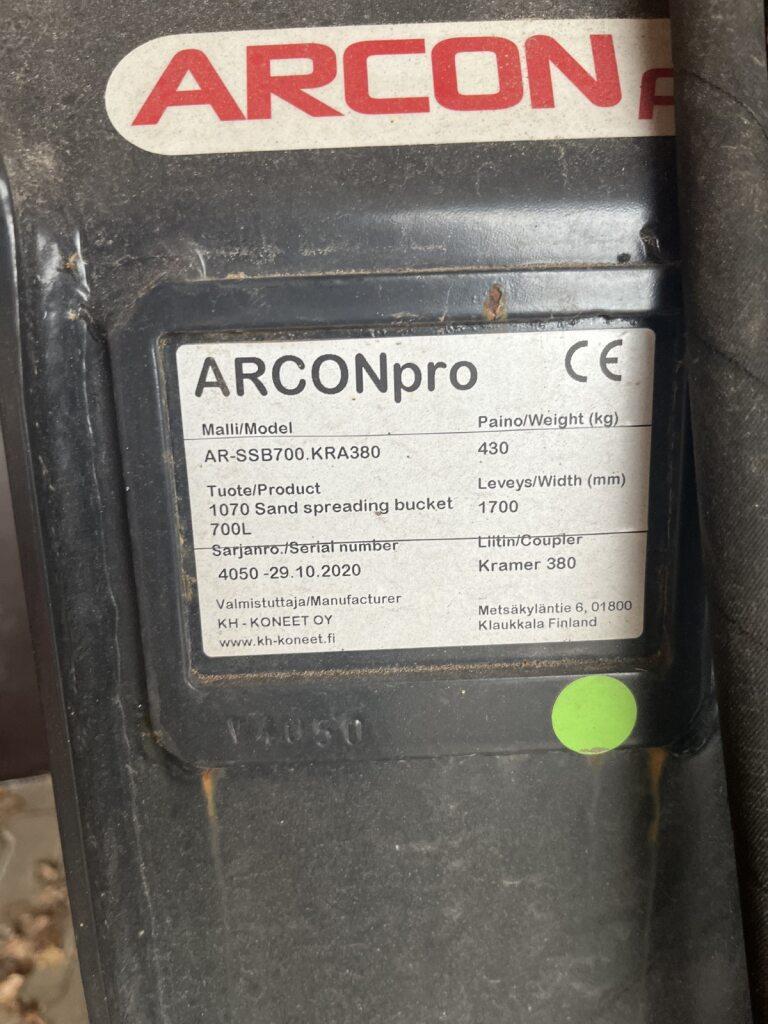 ARCON
ARCONpro CE
Malli/Model
AR-SSB700.KRA380
Paino/Weight (kg)
430
Tuote/Product
1070 Sand spreading bucket
700L
Leveys/Width (mm)
1700
Sarjanro./Serial number
4050 -29.10.2020
Liitin/Coupler
Kramer 380
Valmistuttaja/Manufacturer
KH - KONEET OY
www.kh-koneet.fi
Metsäkyläntie 6, 01800
Klaukkala Finland